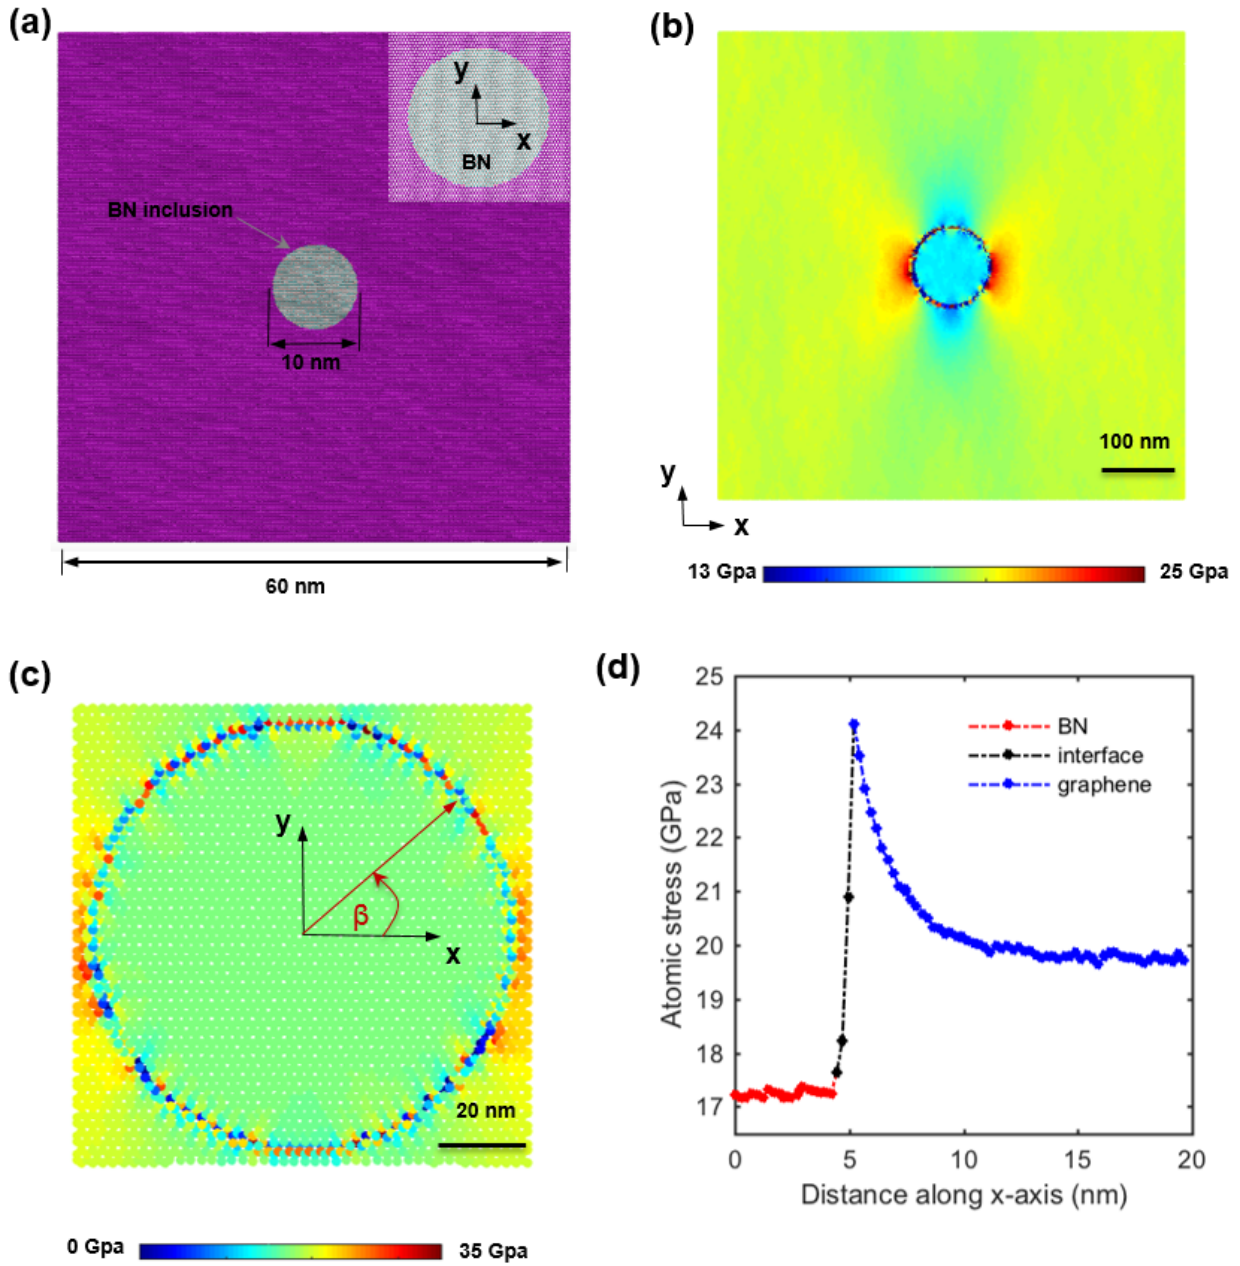 (a)
y
x
BN
BN inclusion
10 nm
60 nm
(b)
100 nm
y
x
13 Gpa
25 Gpa
(c)
y
β
x
20 nm
0 Gpa
35 Gpa
(d)
25
24
23
22
21
20
19
18
17
Atomic stress (GPa)
BN
interface
graphene
0 5 10 15 20
Distance along x-axis (nm)